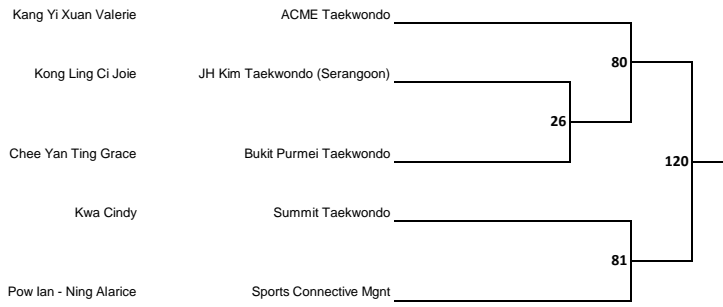 Kang Yi Xuan Valerie ACME Taekwondo
80
Kong Ling Ci Joie JH Kim Taekwondo (Serangoon)
26
Chee Yan Ting Grace Bukit Purmei Taekwondo
120
Kwa Cindy Summit Taekwondo
81
Pow Ian - Ning Alarice Sports Connective Mgnt